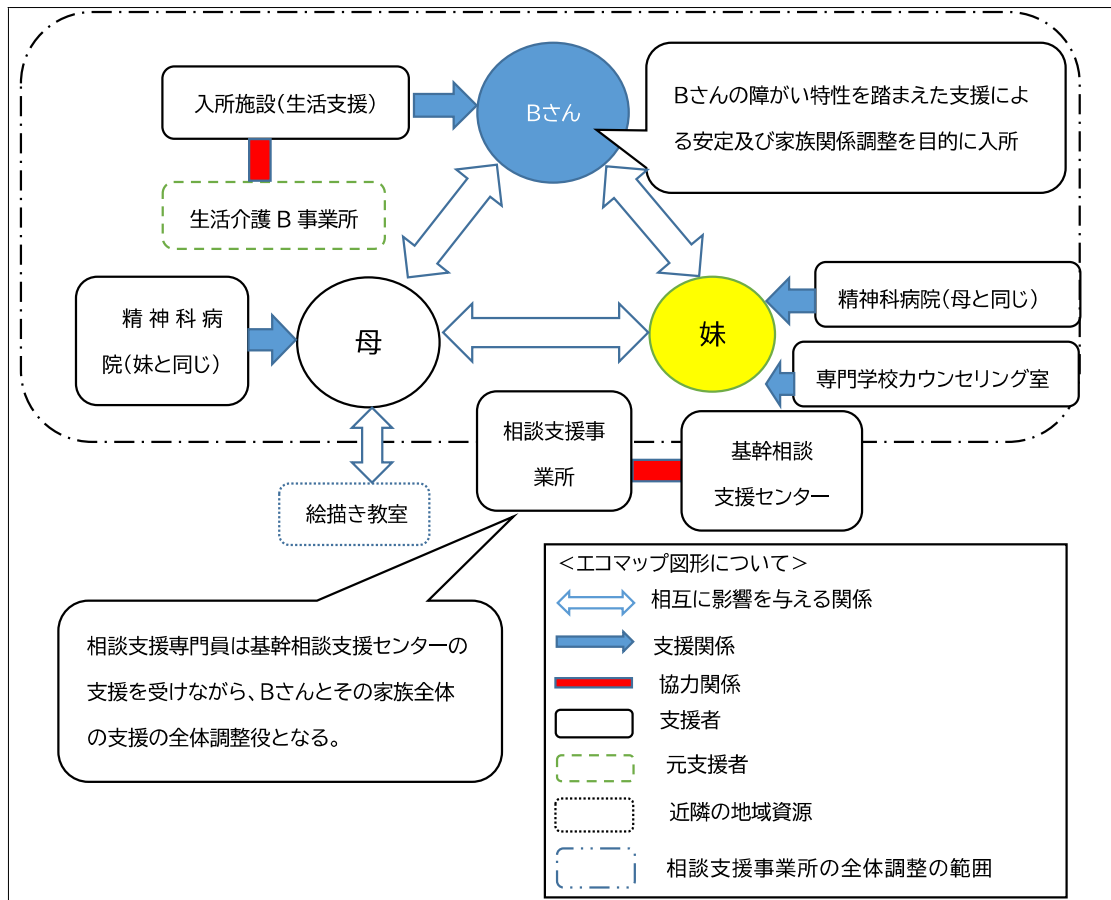 入所施設(生活支援)
Bさん
Bさんの障がい特性を踏まえた支援によ
る安定及び家族関係調整を目的に入所
生活介護 B 事業所
精 神 科 病
院(妹と同じ)
母
妹
精神科病院(母と同じ)
専門学校カウンセリング室
相談支援事
業所
基幹相談
支援センター
絵描き教室
相談支援専門員は基幹相談支援センターの
支援を受けながら、Bさんとその家族全体
の支援の全体調整役となる。
＜エコマップ図形について＞
相互に影響を与える関係
支援関係
協力関係
支援者
元支援者
近隣の地域資源
相談支援事業所の全体調整の範囲